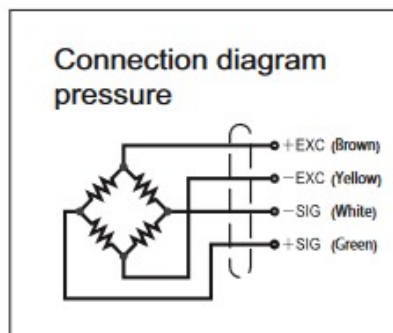 Connection diagram
pressure
+EXC (Brown)
−EXC (Yellow)
−SIG (White)
+SIG (Green)